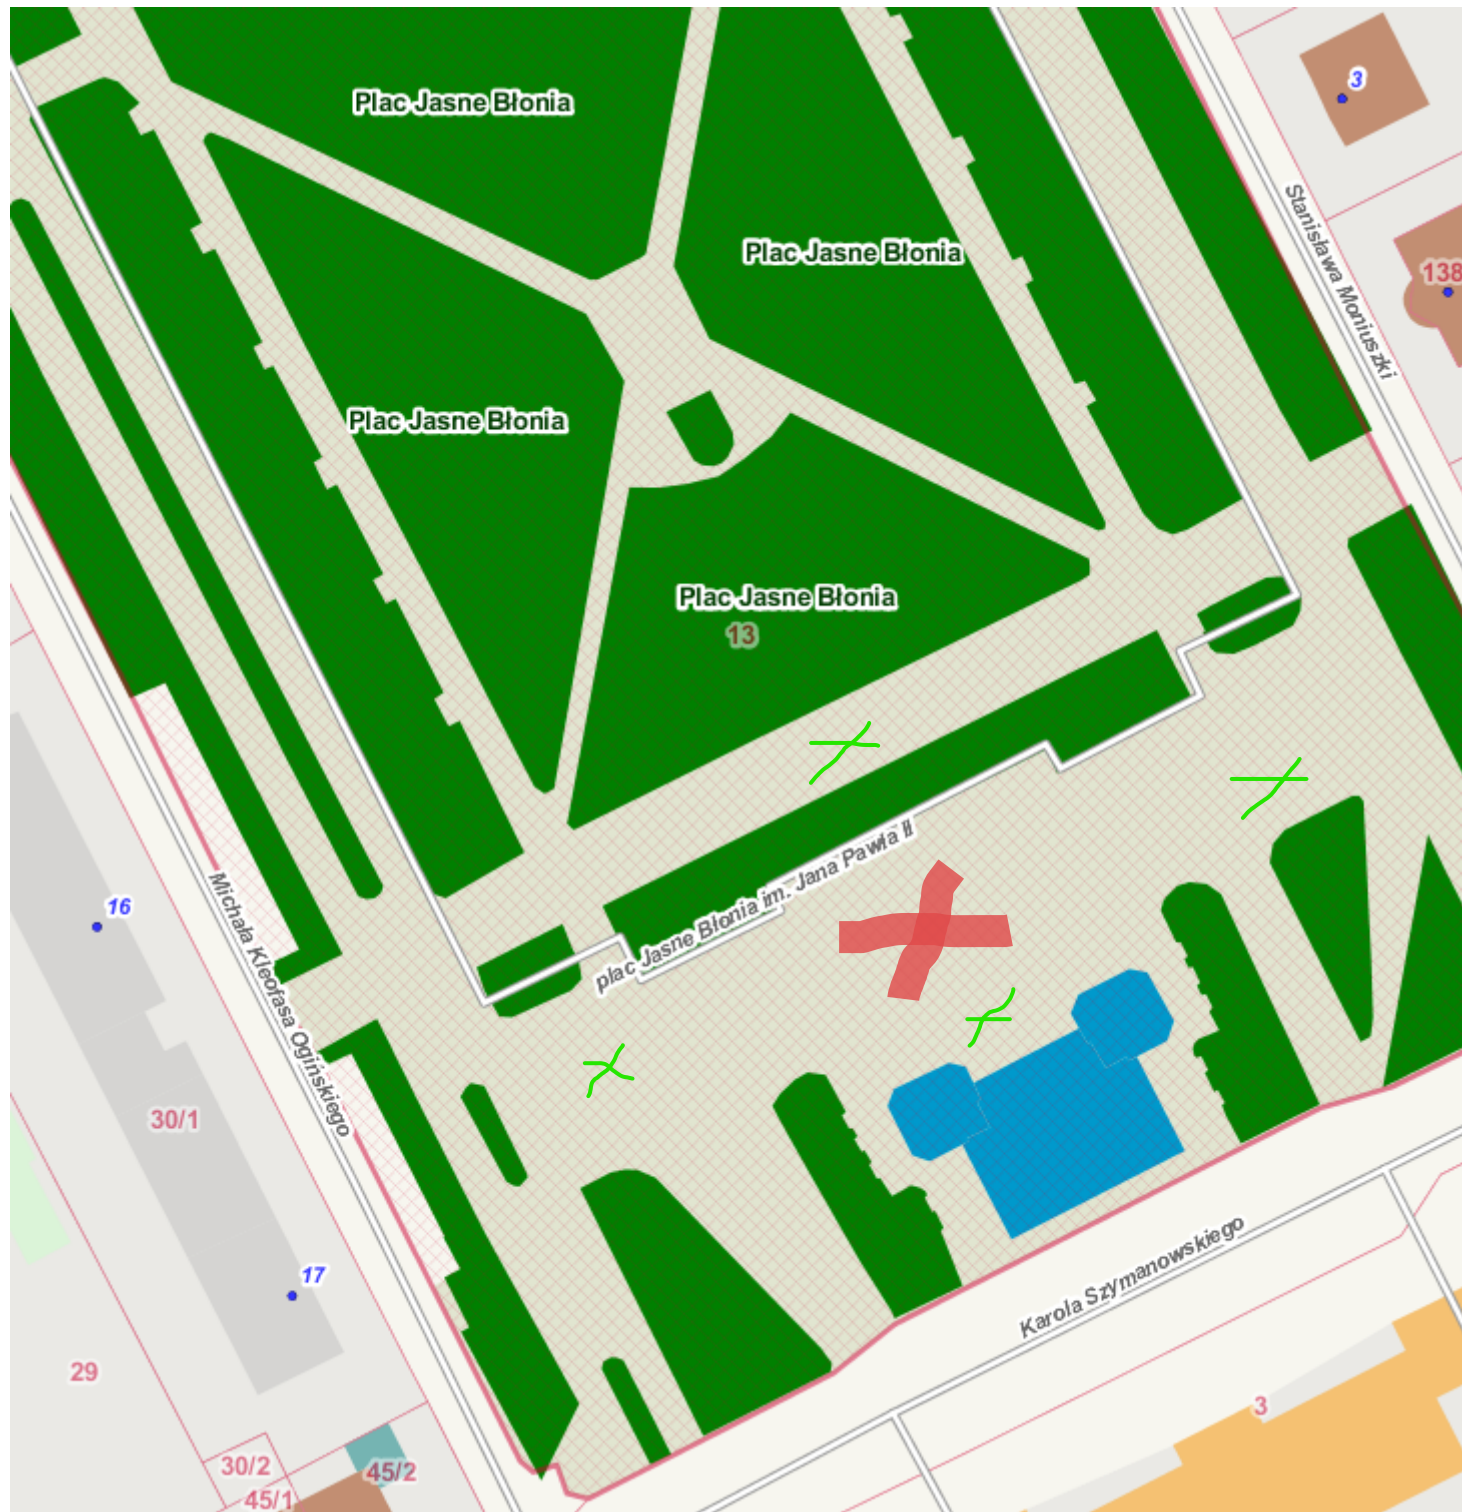 Plac Jasne Błonia
3
Stanisława Moniuszki
Plac Jasne Błonia
138
Plac Jasne Błonia
Plac Jasne Błonia
13
plac Jasne Błonia im. Jana Pawła II
16
Michała Kleofasa Ogińskiego
30/1
17
Karola Szymanowskiego
29
3
30/2
45/2
45/1